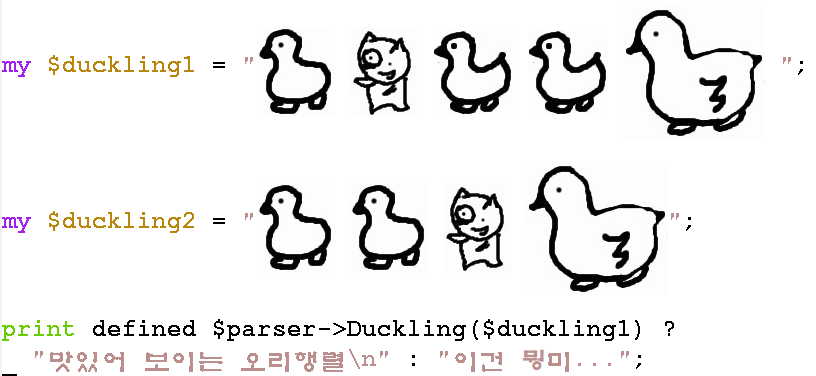 my $duckling1 = " ";
my $duckling2 = " ";
print defined $parser->Duckling($duckling1) ?
_ "맛있어 보이는 오리행렬\n" : "이건 뭥미...";